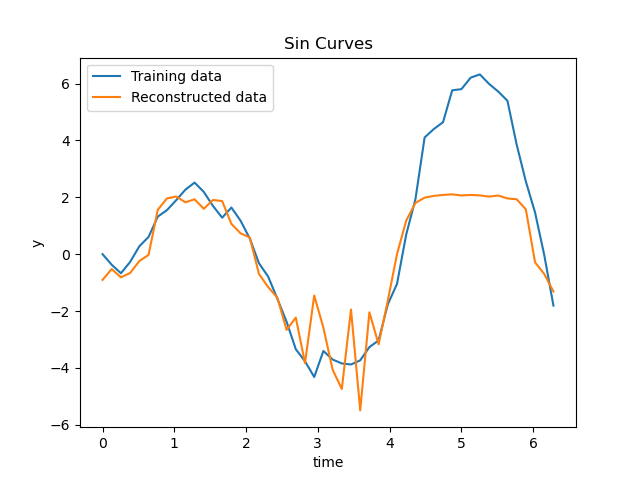 Sin Curves
Training data
Reconstructed data
6
4
2
0
−2
−4
−6
y
0 1 2 3 4 5 6
time